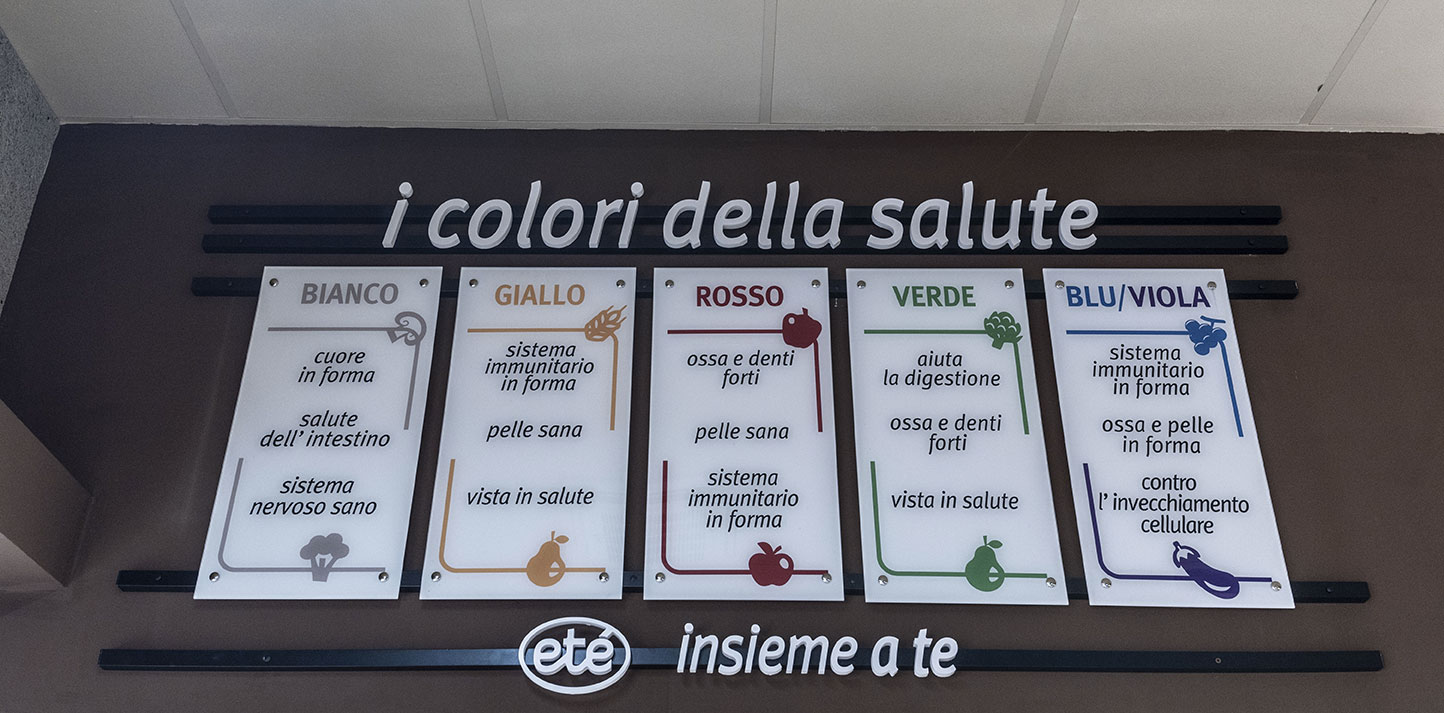 i colori della salute
BIANCO
cuore
in forma
salute
dell' intestino
sistema
nervoso sano
GIALLO
sistema
immunitario
in forma
pelle sana
vista in salute
ROSSO
ossa e denti
forti
pelle sana
sistema
immunitario
in forma
VERDE
aiuta
la digestione
ossa e denti
forti
vista in salute
BLU/VIOLA
sistema
immunitario
in forma
ossa e pelle
in forma
contro
l' invecchiamento
cellulare
eté insieme a te